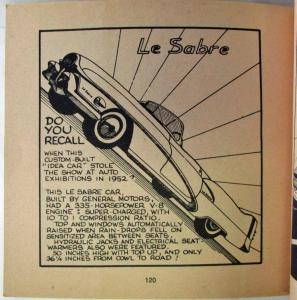 Le Sabre
DO
YOU
RECALL
WHEN THIS
CUSTOM-BUILT
"IDEA CAR" STOLE
THE SHOW AT AUTO
EXHIBITIONS IN 1952?
THIS LE SABRE CAR,
BUILT BY GENERAL MOTORS,
HAD A 335-HORSEPOWER V-8
ENGINE: SUPER-CHARGED, WITH
10 TO 1 COMPRESSION RATIO.
TOP AND WINDOWS AUTOMATICALLY
RAISED WHEN RAIN-DROPS FELL ON
SENSITIZED AREA BETWEEN SEATS.
HYDRAULIC JACKS AND ELECTRICAL SEAT-
WARMERS ALSO WERE FEATURED.
50 INCHES HIGH WITH TOP UP, AND ONLY
36¼ INCHES FROM COWL TO ROAD!
120